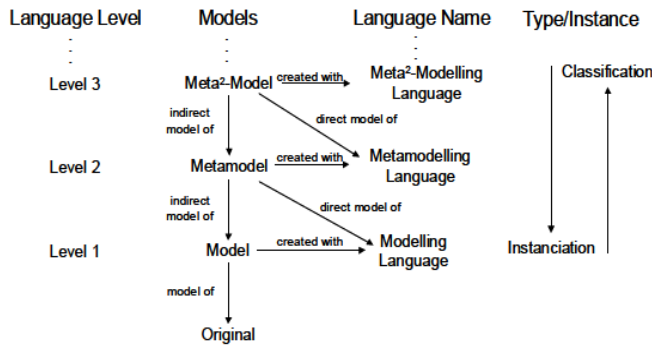 Language Level Models Language Name Type/Instance
Level 3 Meta²-Model created with Meta²-Modelling Language Classification
indirect model of direct model of
Level 2 Metamodel created with Metamodelling Language
indirect model of direct model of
Level 1 Model created with Modelling Language Instanciation
model of
Original